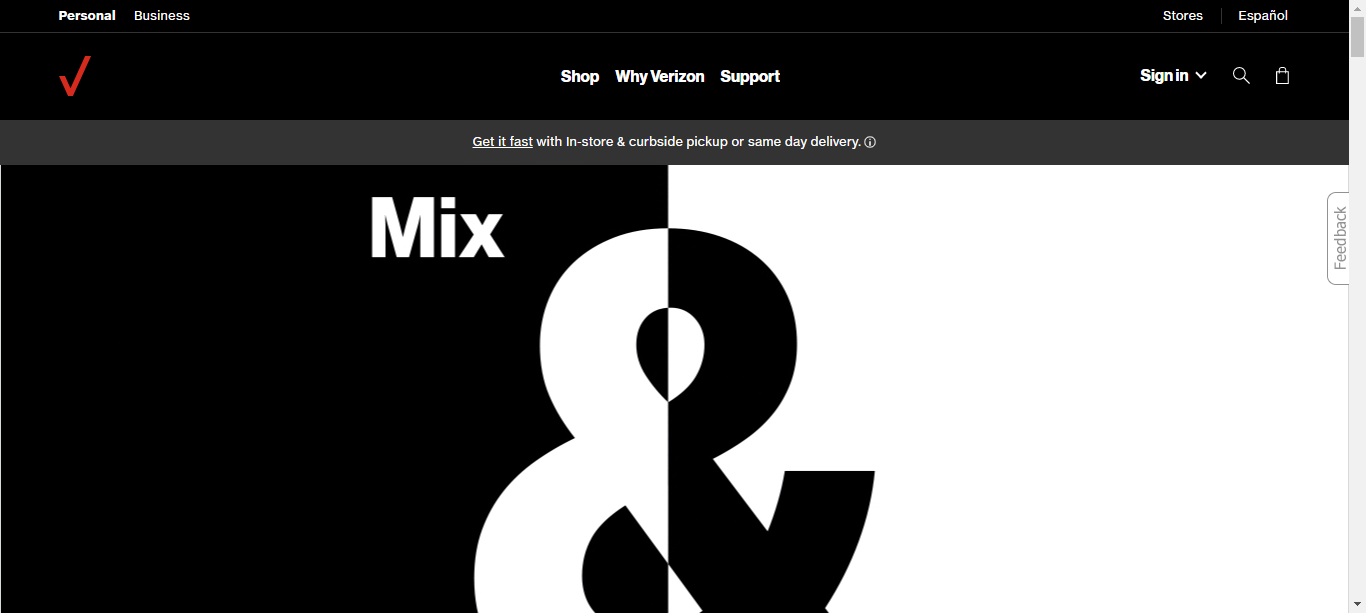 Personal Business Stores Español
Shop Why Verizon Support Sign in
Get it fast with In-store & curbside pickup or same day delivery.
Mix
&
Feedback